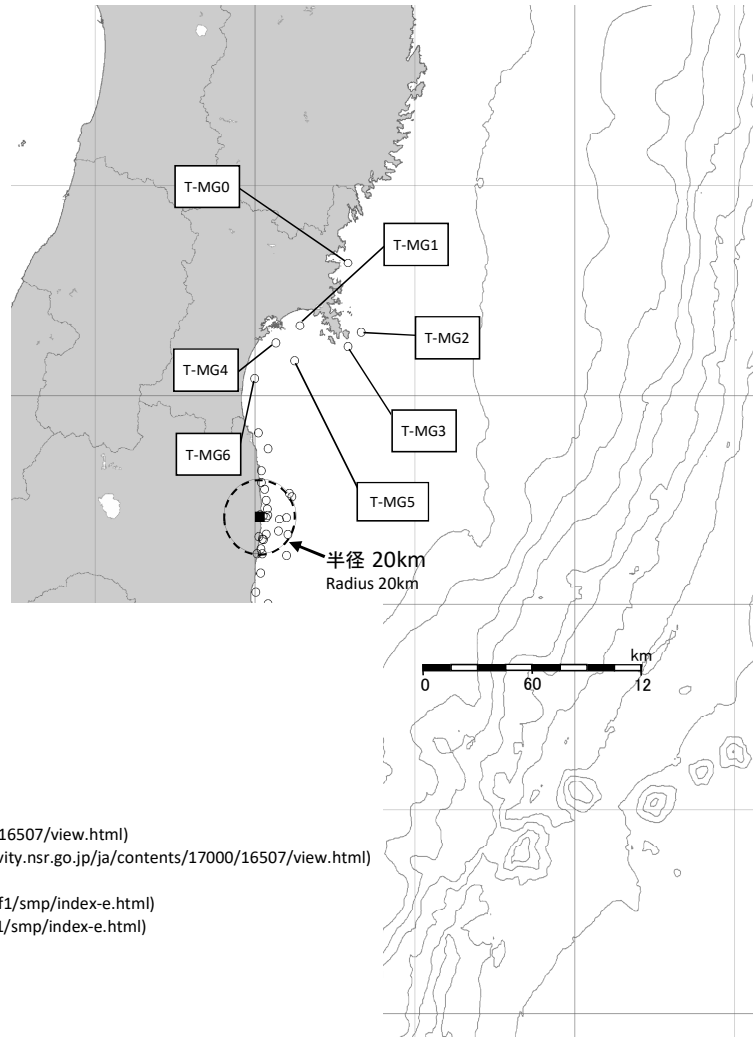 T-MG0
T-MG1
T-MG2
T-MG4
T-MG3
T-MG6
T-MG5
半径 20km
Radius 20km
km
0 60 12
16507/view.html)
vity.nsr.go.jp/ja/contents/17000/16507/view.html)
f1/smp/index-e.html)
1/smp/index-e.html)